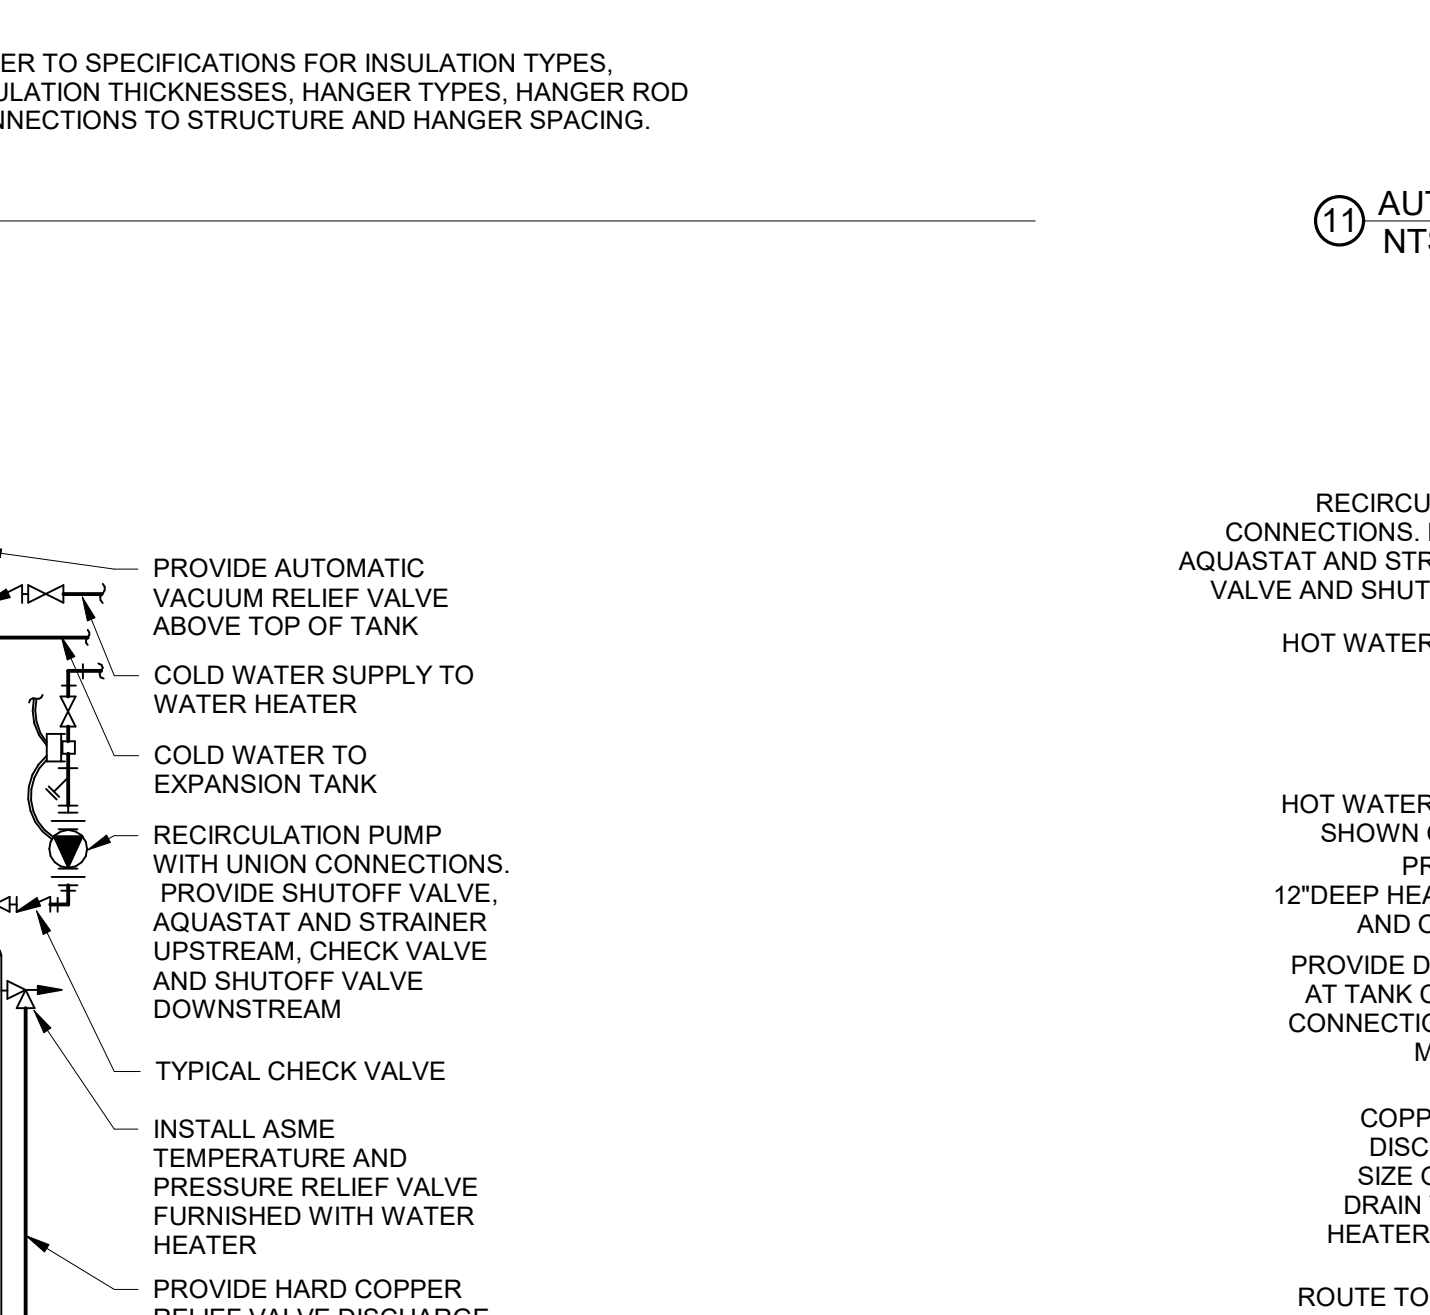 ER TO SPECIFICATIONS FOR INSULATION TYPES,
ULATION THICKNESSES, HANGER TYPES, HANGER ROD
NNECTIONS TO STRUCTURE AND HANGER SPACING.
11
AUT
NTS
PROVIDE AUTOMATIC
VACUUM RELIEF VALVE
ABOVE TOP OF TANK
COLD WATER SUPPLY TO
WATER HEATER
COLD WATER TO
EXPANSION TANK
RECIRCULATION PUMP
WITH UNION CONNECTIONS.
PROVIDE SHUTOFF VALVE,
AQUASTAT AND STRAINER
UPSTREAM, CHECK VALVE
AND SHUTOFF VALVE
DOWNSTREAM
TYPICAL CHECK VALVE
INSTALL ASME
TEMPERATURE AND
PRESSURE RELIEF VALVE
FURNISHED WITH WATER
HEATER
PROVIDE HARD COPPER
RELIEF VALVE DISCHARGE
RECIRCU
CONNECTIONS.
AQUASTAT AND STR
VALVE AND SHUT
HOT WATER
HOT WATER
SHOWN
PR
12"DEEP HEA
AND
PROVIDE D
AT TANK
CONNECTIO
M
COPP
DISC
SIZE
DRAIN
HEATER
ROUTE TO